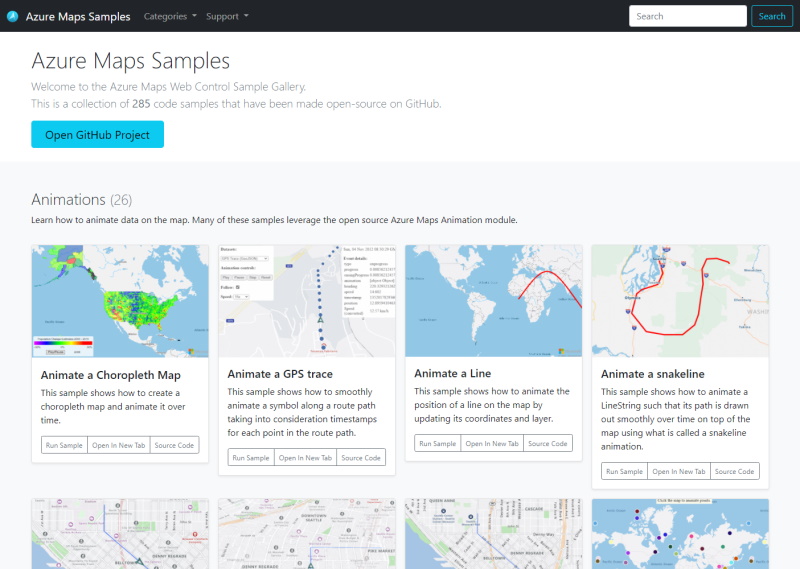 Azure Maps Samples Categories Support Search Search
Azure Maps Samples
Welcome to the Azure Maps Web Control Sample Gallery.
This is a collection of 285 code samples that have been made open-source on GitHub.
Open GitHub Project
Animations (26)
Learn how to animate data on the map. Many of these samples leverage the open source Azure Maps Animation module.
Animate a Choropleth Map
This sample shows how to create a
choropleth map and animate it over
time.
Run Sample Open In New Tab Source Code
Animate a GPS trace
This sample shows how to smoothly
animate a symbol along a route path
taking into consideration timestamps
for each point in the route path.
Run Sample Open In New Tab Source Code
Animate a Line
This sample shows how to animate the
position of a line on the map by
updating its coordinates and layer.
Run Sample Open In New Tab Source Code
Animate a snakeline
This sample shows how to animate a
LineString such that its path is drawn
out smoothly over time on top of the
map using what is called a snakeline
animation.
Run Sample Open In New Tab Source Code